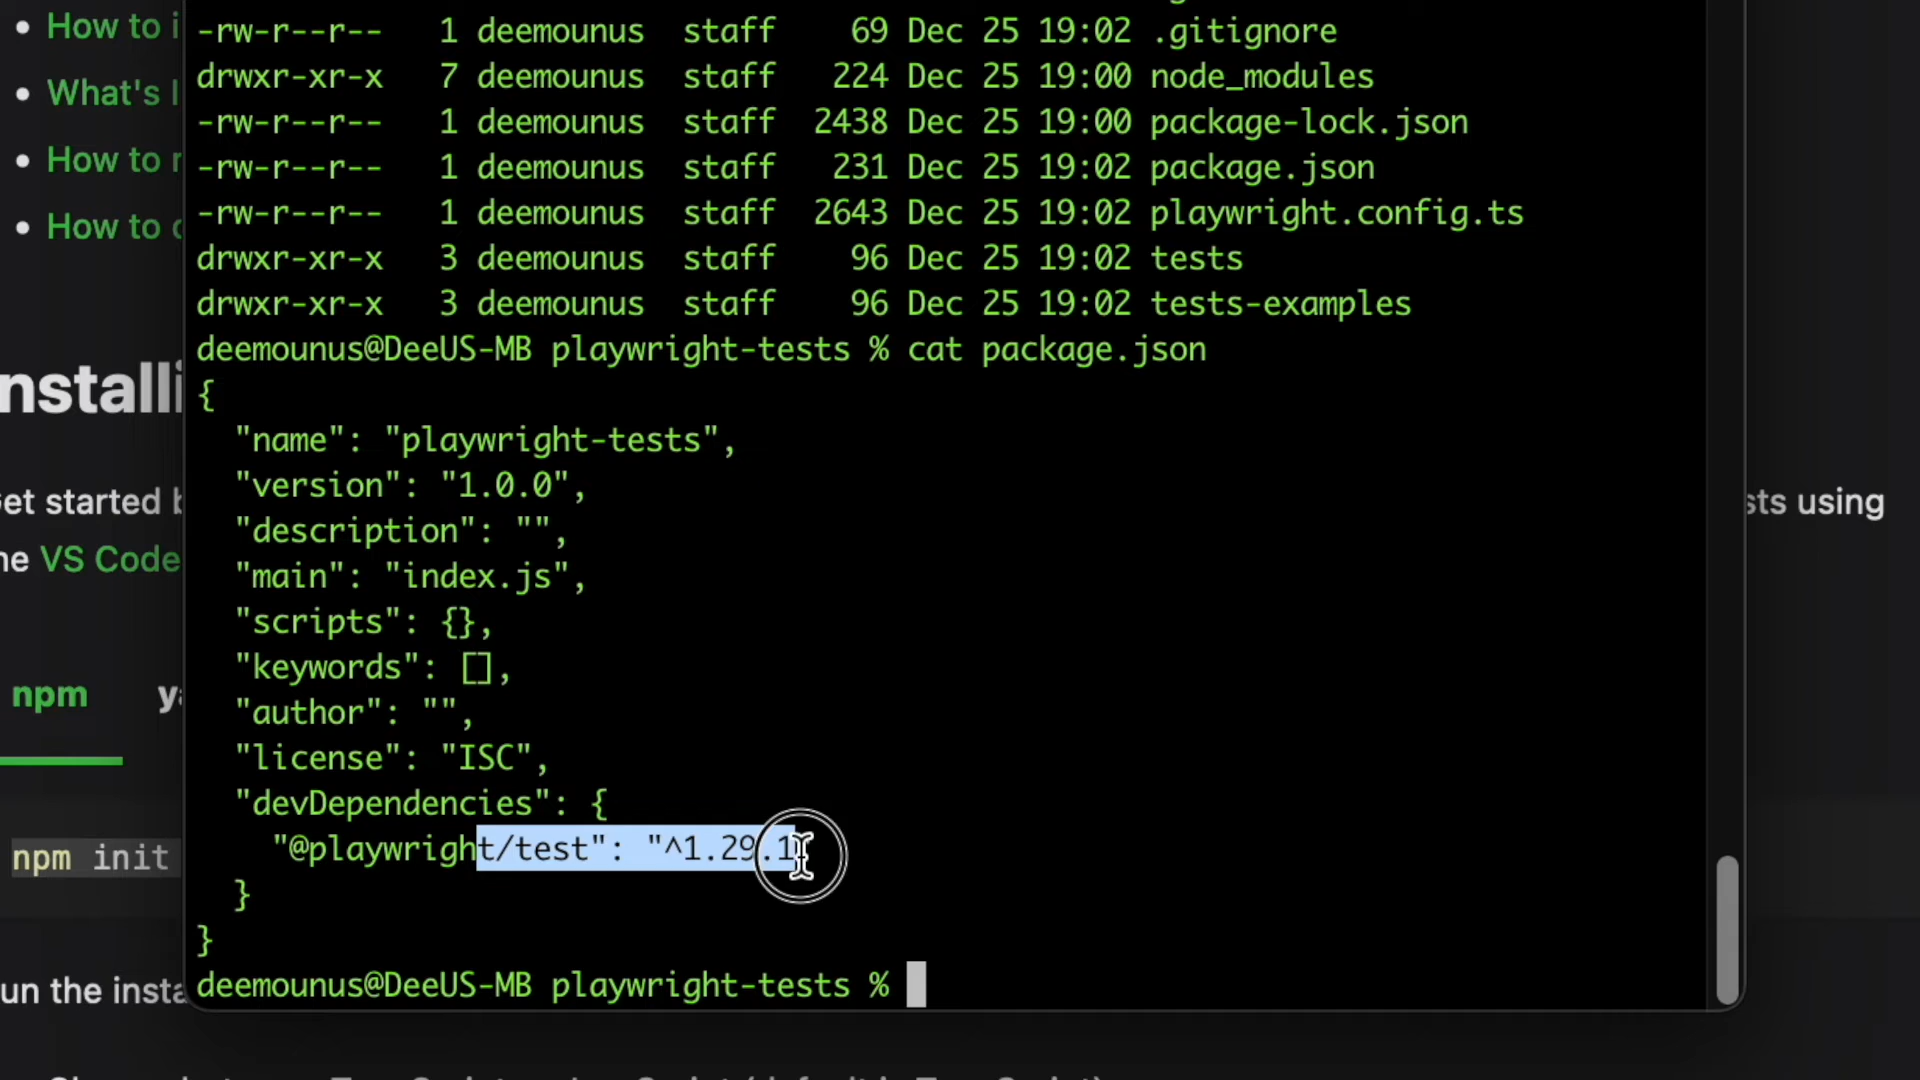 • How to i
• What's I
• How to r
• How to
-rw-r--r-- 1 deemounus staff 69 Dec 25 19:02 .gitignore
drwxr-xr-x 7 deemounus staff 224 Dec 25 19:00 node_modules
-rw-r--r-- 1 deemounus staff 2438 Dec 25 19:00 package-lock.json
-rw-r--r-- 1 deemounus staff 231 Dec 25 19:02 package.json
-rw-r--r-- 1 deemounus staff 2643 Dec 25 19:02 playwright.config.ts
drwxr-xr-x 3 deemounus staff 96 Dec 25 19:02 tests
drwxr-xr-x 3 deemounus staff 96 Dec 25 19:02 tests-examples
deemounus@DeeUS-MB playwright-tests % cat package.json
{
"name": "playwright-tests",
"version": "1.0.0",
"description": "",
"main": "index.js",
"scripts": {},
"keywords": [],
"author": "",
"license": "ISC",
"devDependencies": {
"@playwright/test": "^1.29.1
}
}
deemounus@DeeUS-MB playwright-tests %
nstalli
et started
sts using
ne VS Code
npm ya
npm init
un the insta